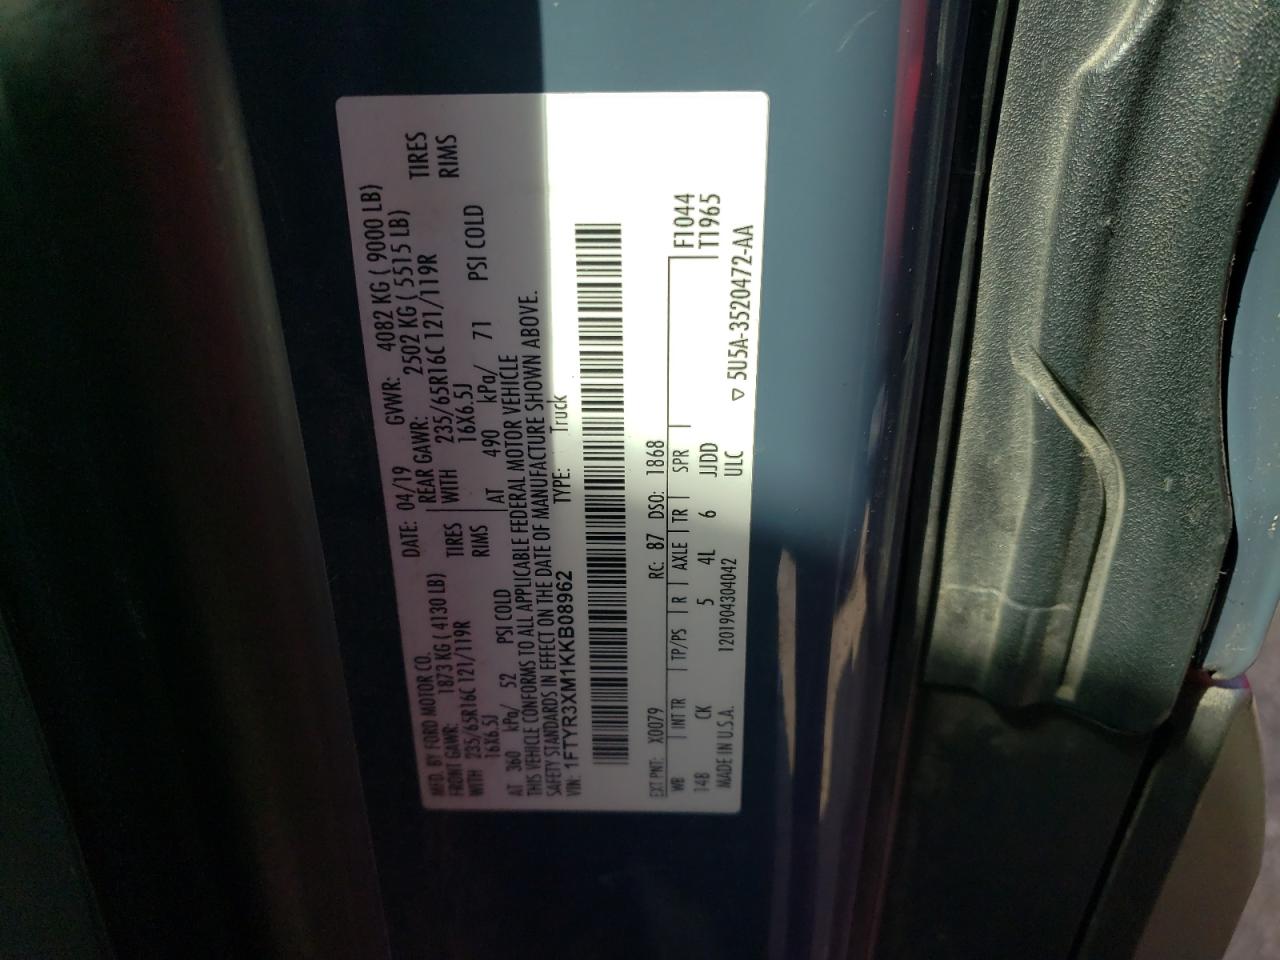 MFD. BY FORD MOTOR CO. DATE: 04/19 GVWR: 4082 KG ( 9000 LB)
FRONT GAWR: 1873 KG ( 4130 LB) REAR GAWR: 2502 KG ( 5515 LB)
WITH 235/65R16C 121/119R TIRES WITH 235/65R16C 121/119R TIRES
16X6.5J RIMS 16X6.5J RIMS
AT 360 kPa/ 52 PSI COLD AT 490 kPa/ 71 PSI COLD
THIS VEHICLE CONFORMS TO ALL APPLICABLE FEDERAL MOTOR VEHICLE
SAFETY STANDARDS IN EFFECT ON THE DATE OF MANUFACTURE SHOWN ABOVE.
VIN: 1FTYR3XM1KKB08962 TYPE: Truck
EXT PNT: X0079 RC: 87 DSO: 1868
WB INT TR TP/PS R AXLE TR SPR F1044
148 CK 5 4L 6 JJDD T1965
MADE IN U.S.A. 1201904304042 ULC ▽ 5U5A-3520472-AA